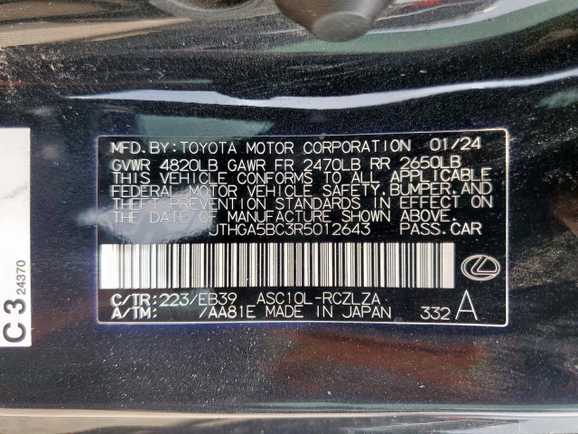 MFD.BY:TOYOTA MOTOR CORPORATION 01/24
GVWR 4820LB GAWR FR 2470LB RR 2650LB
THIS VEHICLE CONFORMS TO ALL APPLICABLE
FEDERAL MOTOR VEHICLE SAFETY,BUMPER,AND
THEFT PREVENTION STANDARDS IN EFFECT ON
THE DATE OF MANUFACTURE SHOWN ABOVE.
JTHGA5BC3R5012643 PASS.CAR
C/TR:223/EB39 ASC10L-RCZLZA
A/TM: /AA81E MADE IN JAPAN 332 A
C3 24370